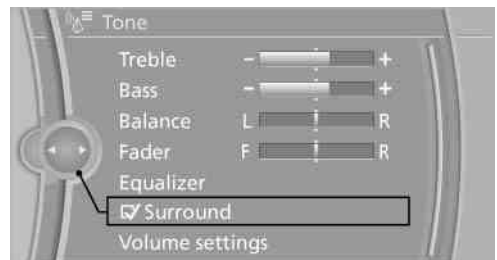 Tone
Treble - +
Bass - +
Balance L R
Fader F R
Equalizer
Surround
Volume settings